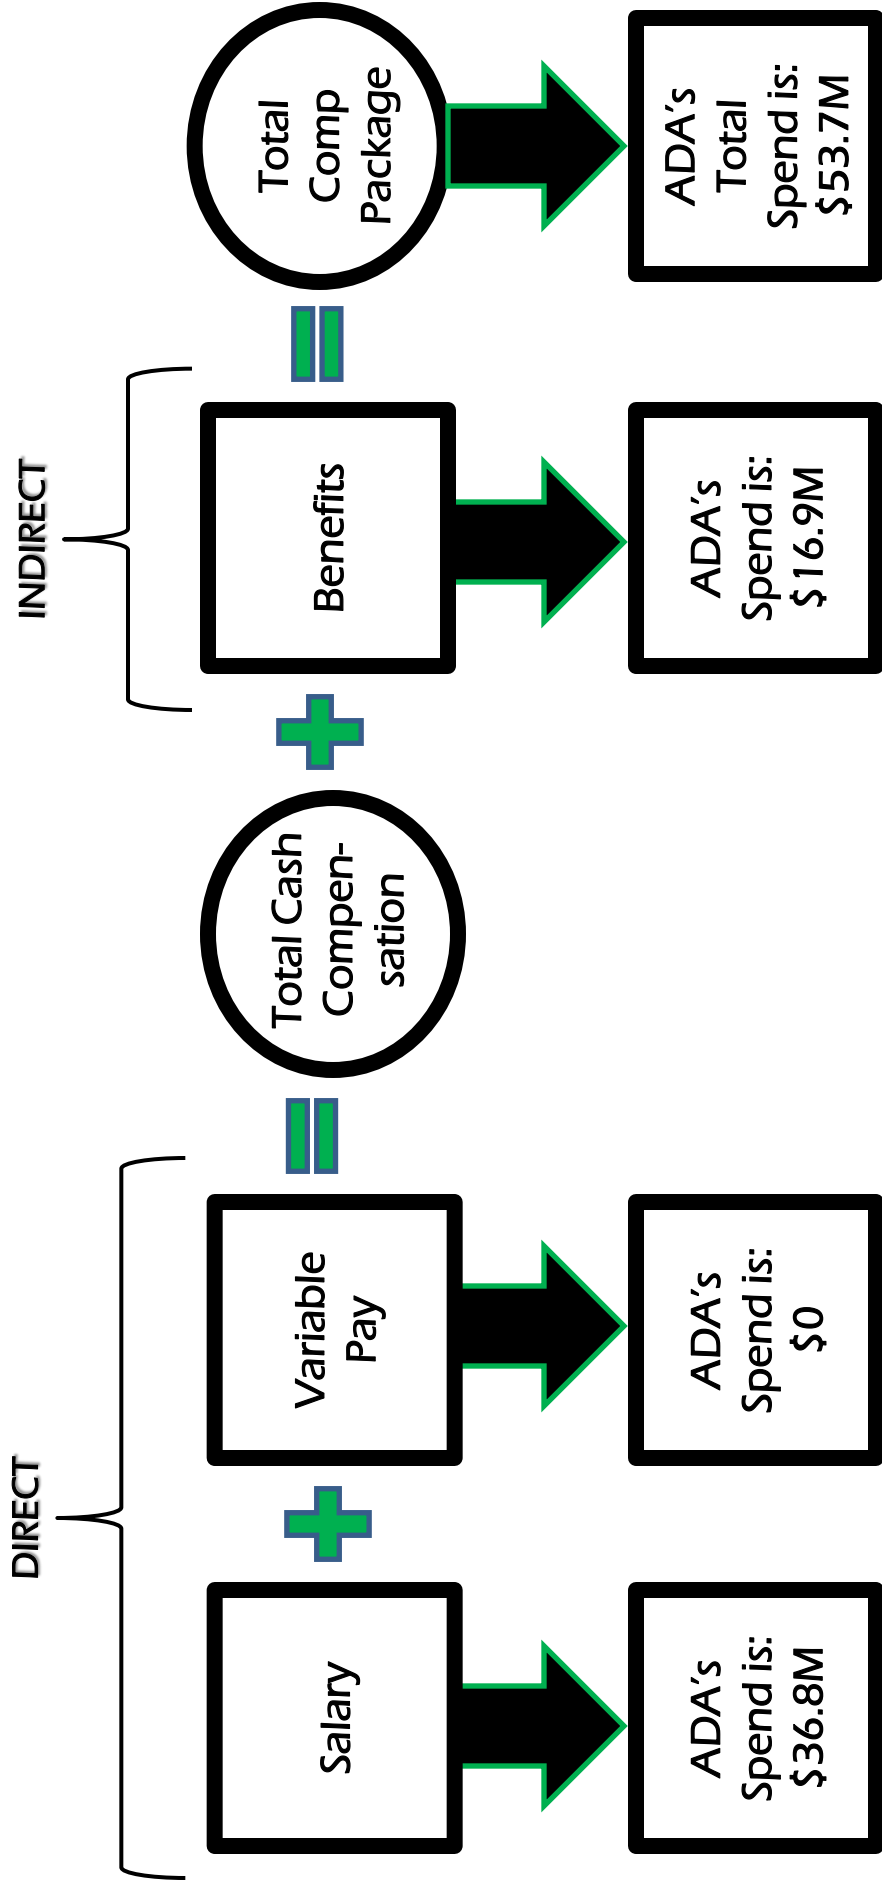 DIRECT
INDIRECT
Salary
Variable
Pay
Total Cash
Compen-
sation
Benefits
Total
Comp
Package
ADA's
Spend is:
$36.8M
ADA's
Spend is:
$0
ADA's
Spend is:
$16.9M
ADA's
Total
Spend is:
$53.7M